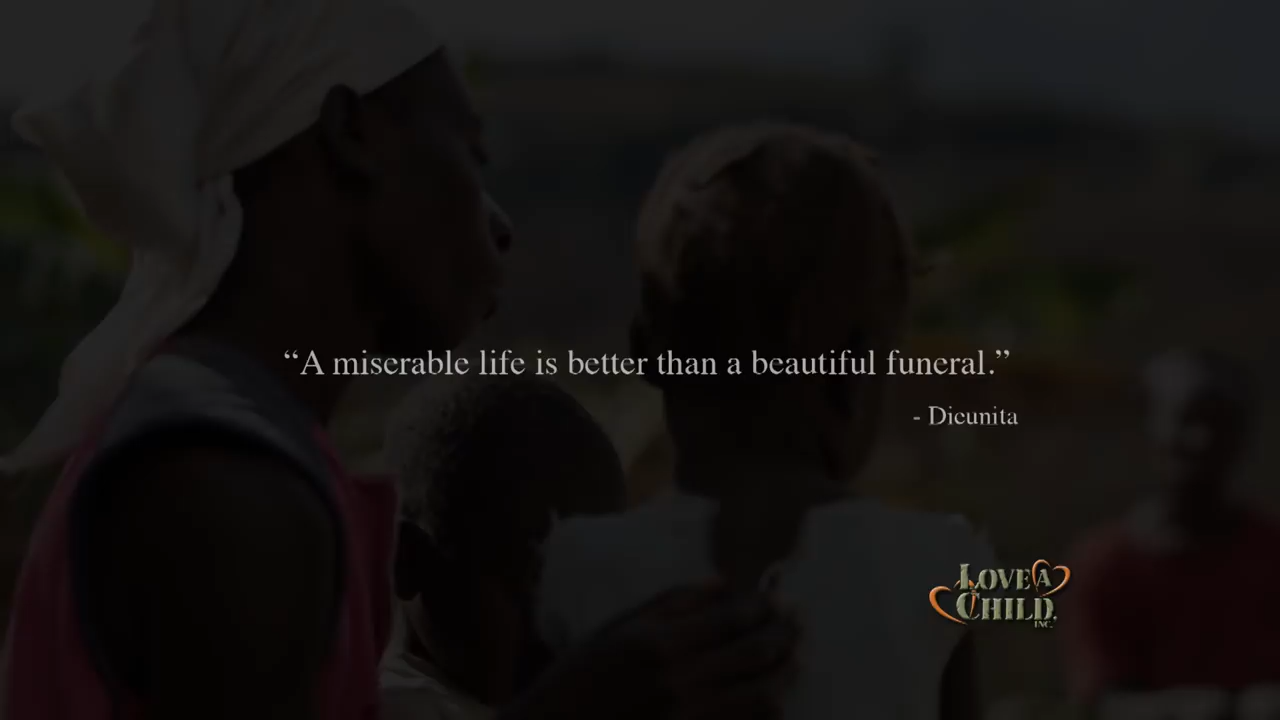 “A miserable life is better than a beautiful funeral.”
- Dieunita
LOVE A
CHILD,
INC.